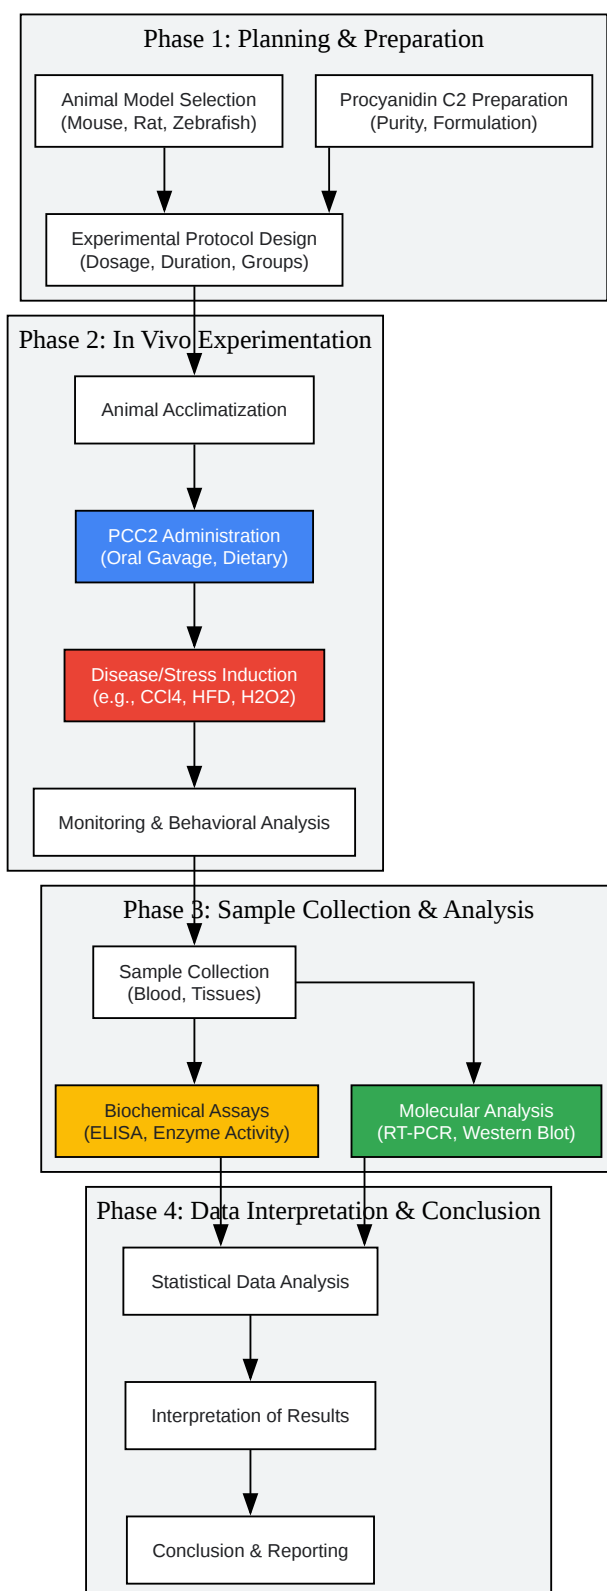 Phase 1: Planning & Preparation
Animal Model Selection
(Mouse, Rat, Zebrafish)
Procyanidin C2 Preparation
(Purity, Formulation)
Experimental Protocol Design
(Dosage, Duration, Groups)
Phase 2: In Vivo Experimentation
Animal Acclimatization
PCC2 Administration
(Oral Gavage, Dietary)
Disease/Stress Induction
(e.g., CCl4, HFD, H2O2)
Monitoring & Behavioral Analysis
Phase 3: Sample Collection & Analysis
Sample Collection
(Blood, Tissues)
Biochemical Assays
(ELISA, Enzyme Activity)
Molecular Analysis
(RT-PCR, Western Blot)
Phase 4: Data Interpretation & Conclusion
Statistical Data Analysis
Interpretation of Results
Conclusion & Reporting